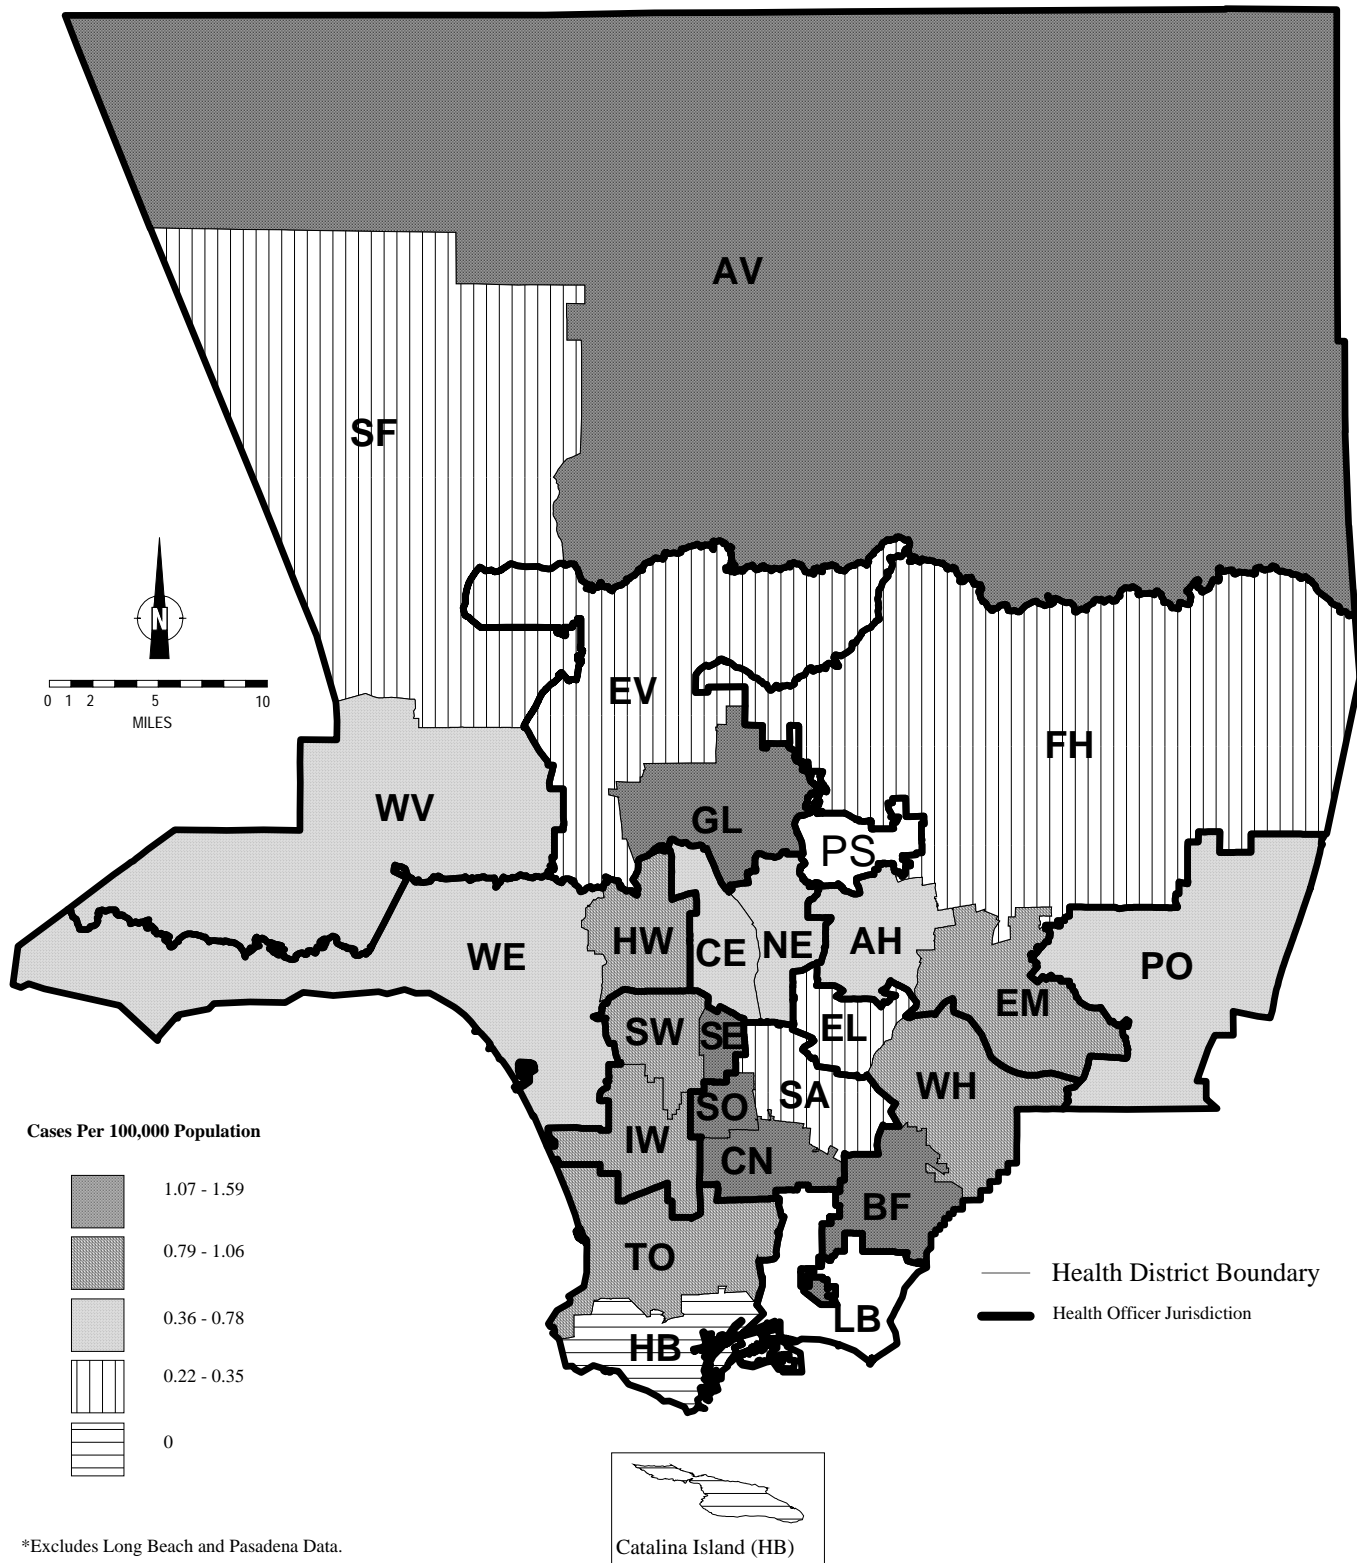 AV
SF
N
0 1 2 5 10
MILES
EV
FH
WV
GL
PS
HW
CE
NE
AH
WE
PO
EM
SW
SE
EL
WH
SA
SO
IW
CN
BF
TO
LB
HB
Cases Per 100,000 Population
1.07 - 1.59
0.79 - 1.06
0.36 - 0.78
0.22 - 0.35
0
Health District Boundary
Health Officer Jurisdiction
Catalina Island (HB)
*Excludes Long Beach and Pasadena Data.